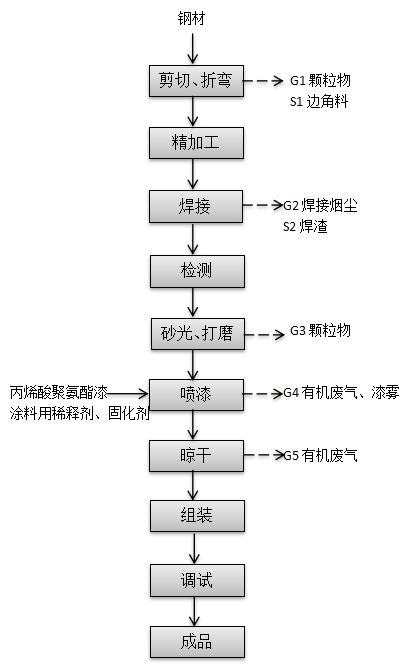 钢材
剪切、折弯
G1 颗粒物
S1 边角料
精加工
焊接
G2 焊接烟尘
S2 焊渣
检测
砂光、打磨
G3 颗粒物
丙烯酸聚氨酯漆
涂料用稀释剂、固化剂
喷漆
G4 有机废气、漆雾
晾干
G5 有机废气
组装
调试
成品